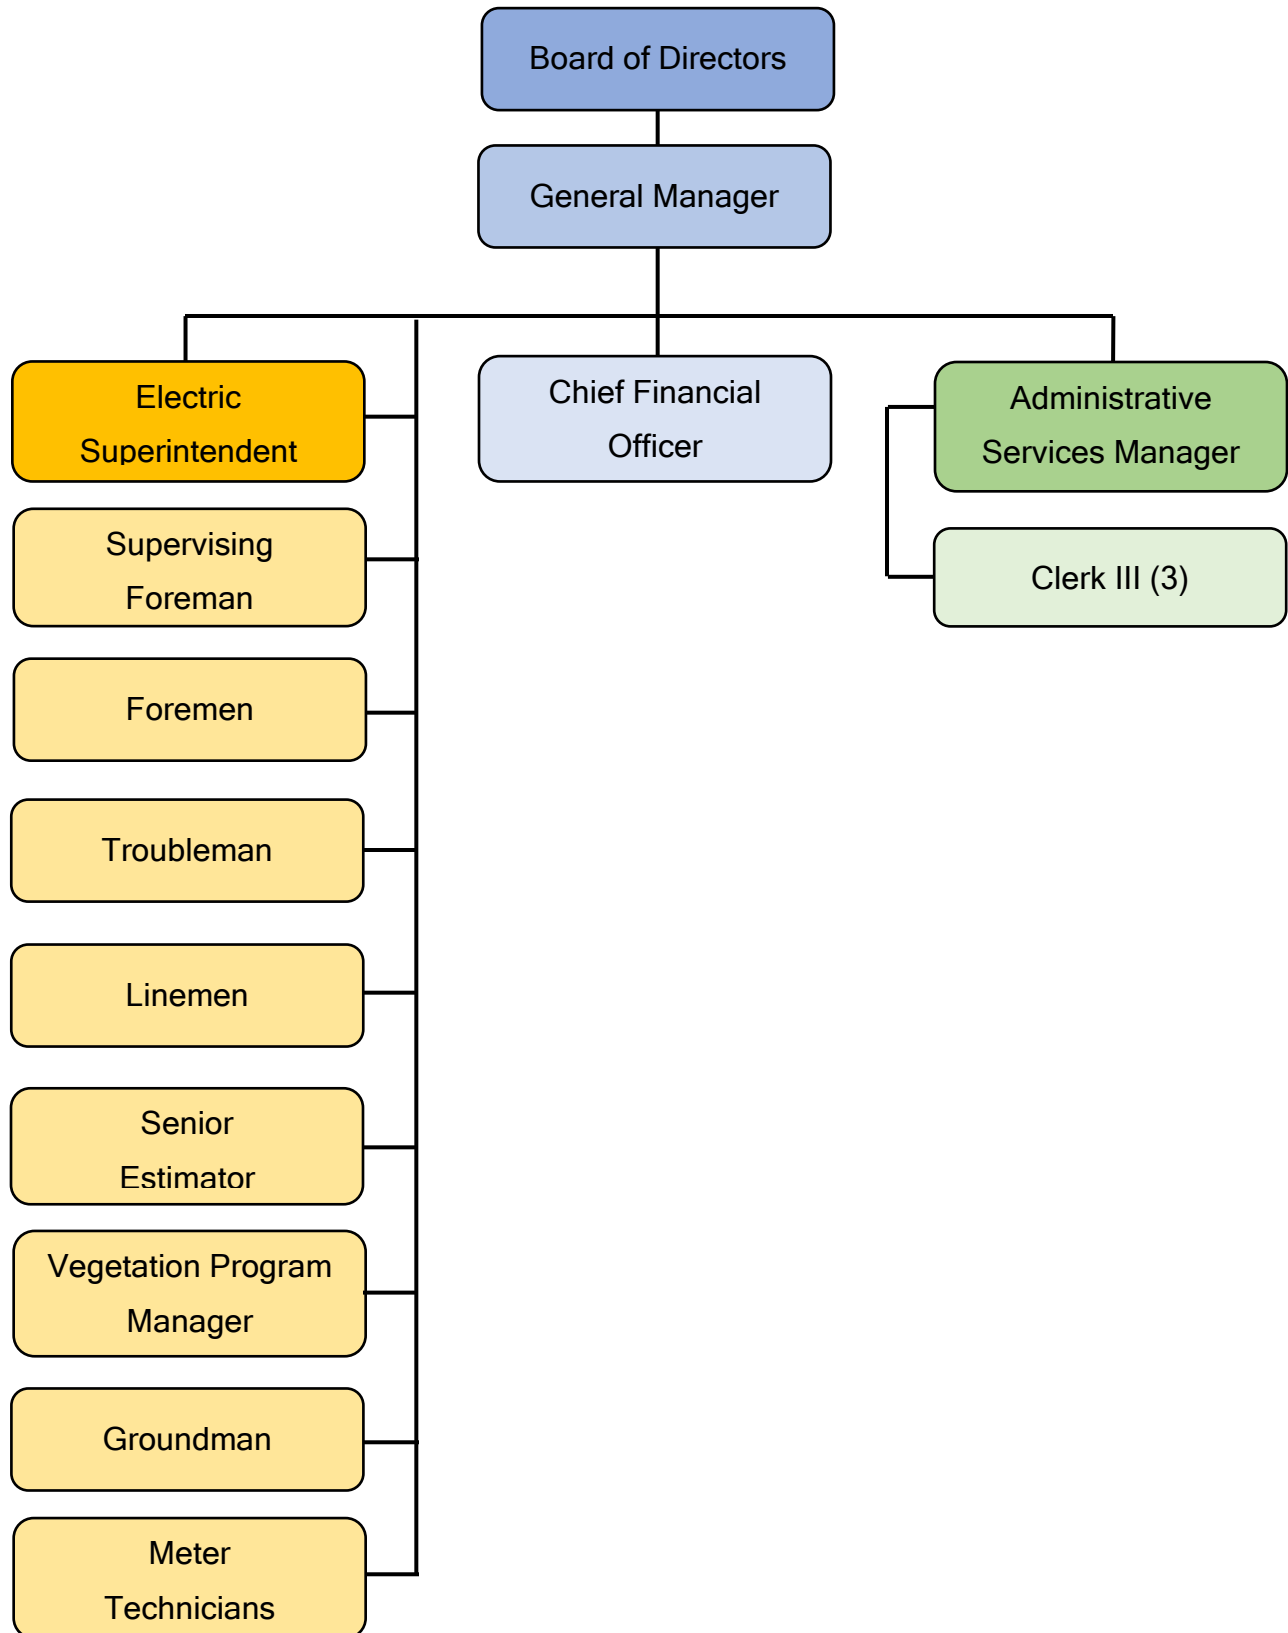 Board of Directors
General Manager
Electric
Superintendent
Chief Financial
Officer
Administrative
Services Manager
Supervising
Foreman
Clerk III (3)
Foremen
Troubleman
Linemen
Senior
Estimator
Vegetation Program
Manager
Groundman
Meter
Technicians